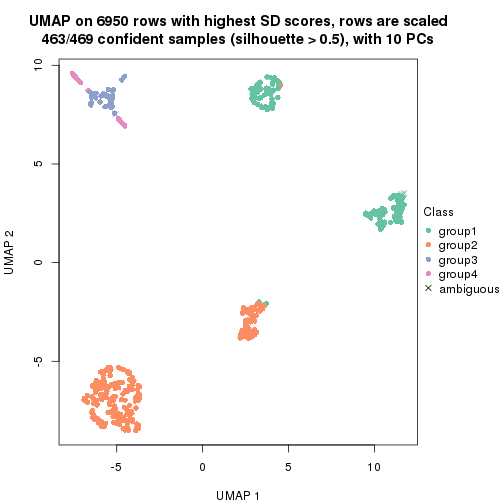 UMAP on 6950 rows with highest SD scores, rows are scaled
463/469 confident samples (silhouette > 0.5), with 10 PCs
10
5
0
-5
UMAP 2
-5
0
5
10
UMAP 1
Class
group1
group2
group3
group4
ambiguous